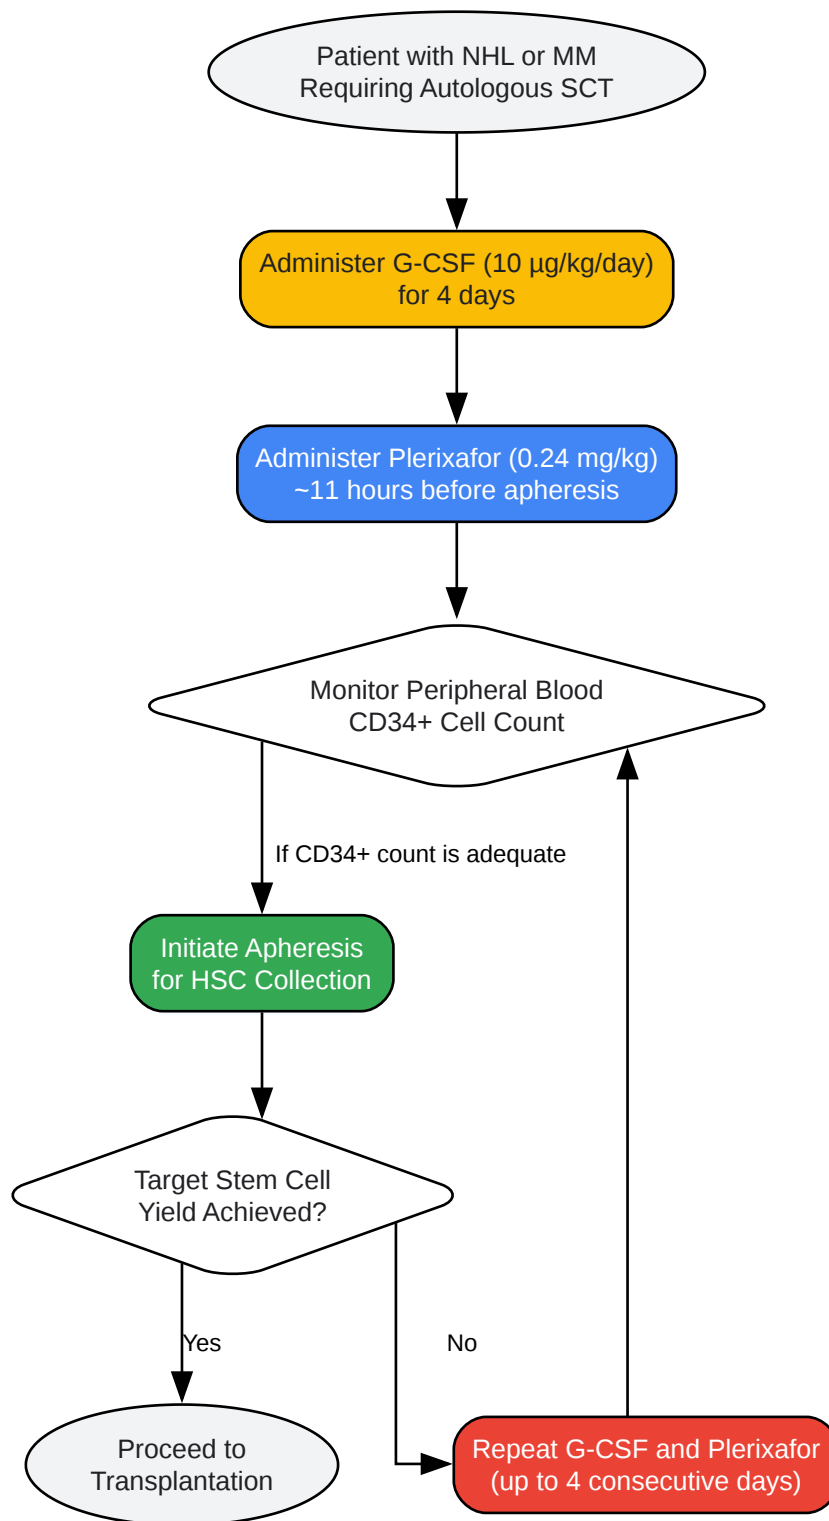 Patient with NHL or MM
Requiring Autologous SCT
Administer G-CSF (10 µg/kg/day)
for 4 days
Administer Plerixafor (0.24 mg/kg)
~11 hours before apheresis
Monitor Peripheral Blood
CD34+ Cell Count
If CD34+ count is adequate
Initiate Apheresis
for HSC Collection
Target Stem Cell
Yield Achieved?
Yes
No
Proceed to
Transplantation
Repeat G-CSF and Plerixafor
(up to 4 consecutive days)